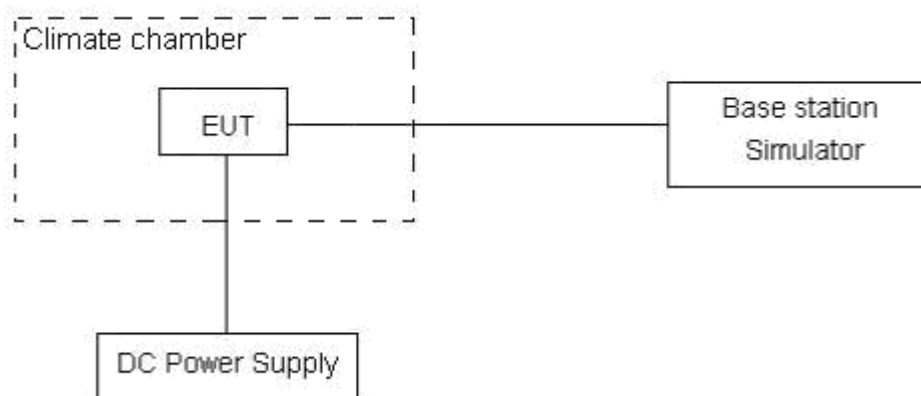 Climate chamber
EUT
Base station
Simulator
DC Power Supply